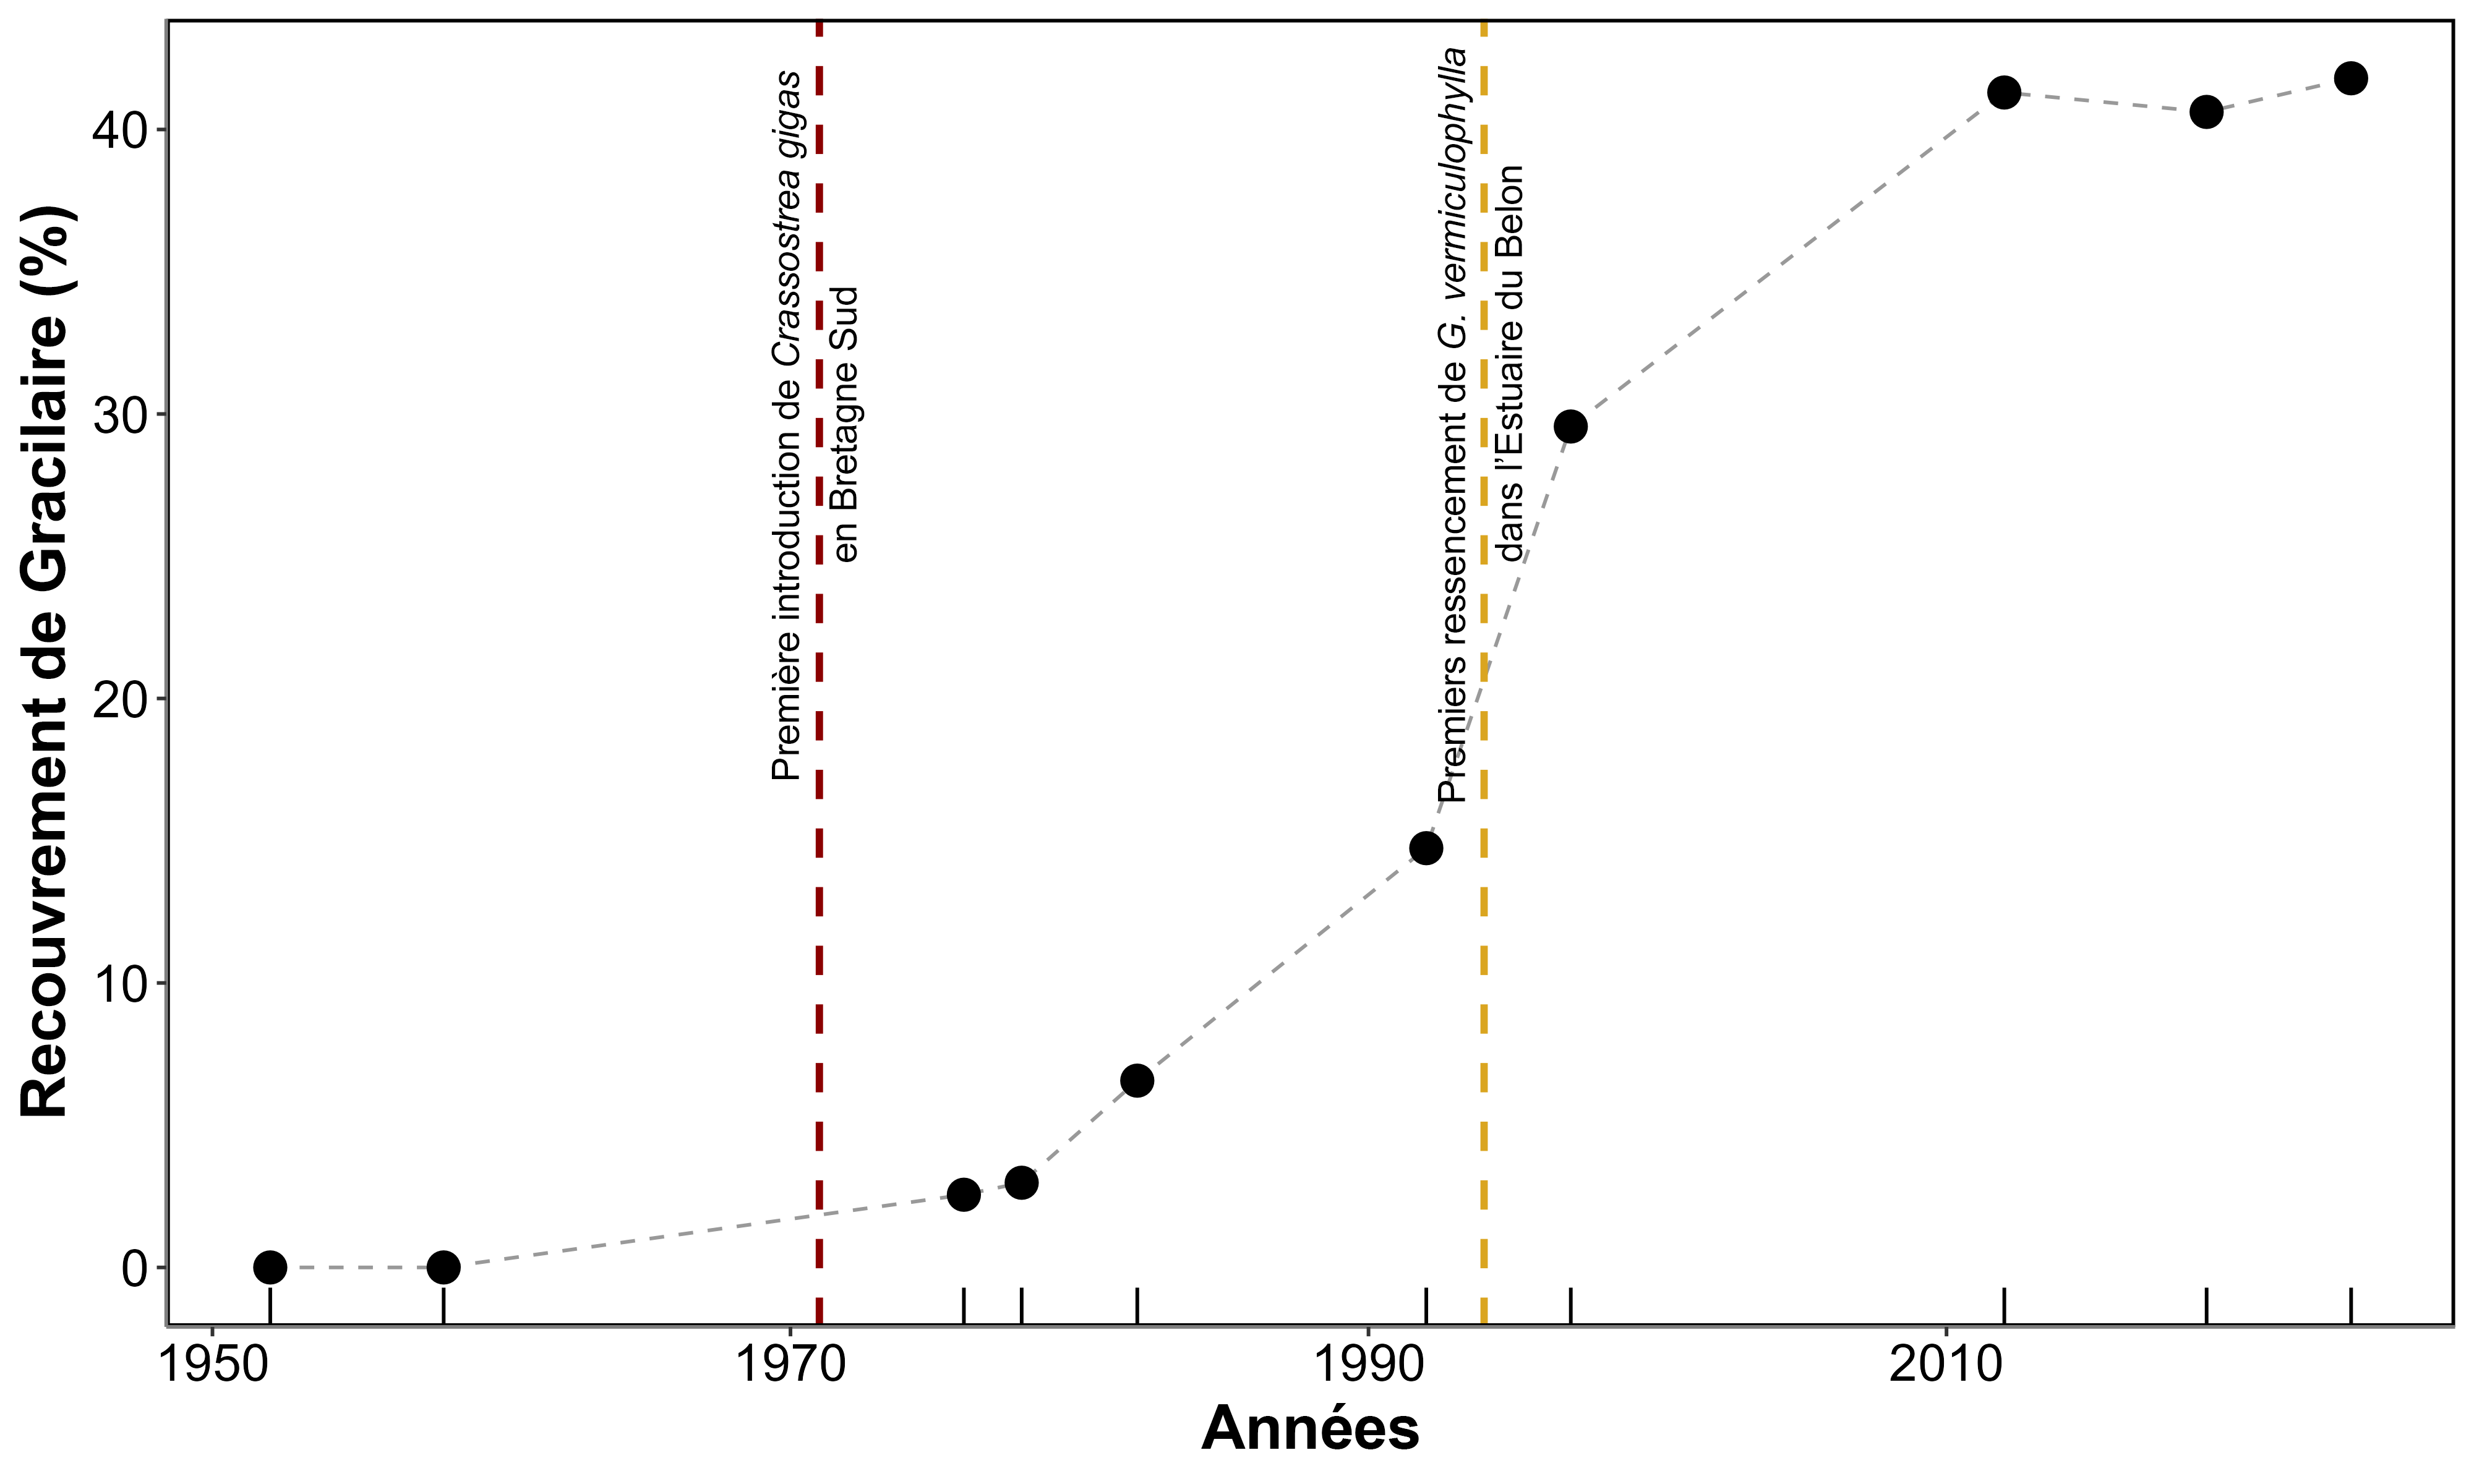 Recouvrement de Gracilaire (%)
40
30
20
10
0
Première introduction de Crassostrea gigas
en Bretagne Sud
Premiers ressencement de G. vermiculophylla
dans l'Estuaire du Belon
1950
1970
1990
2010
Années